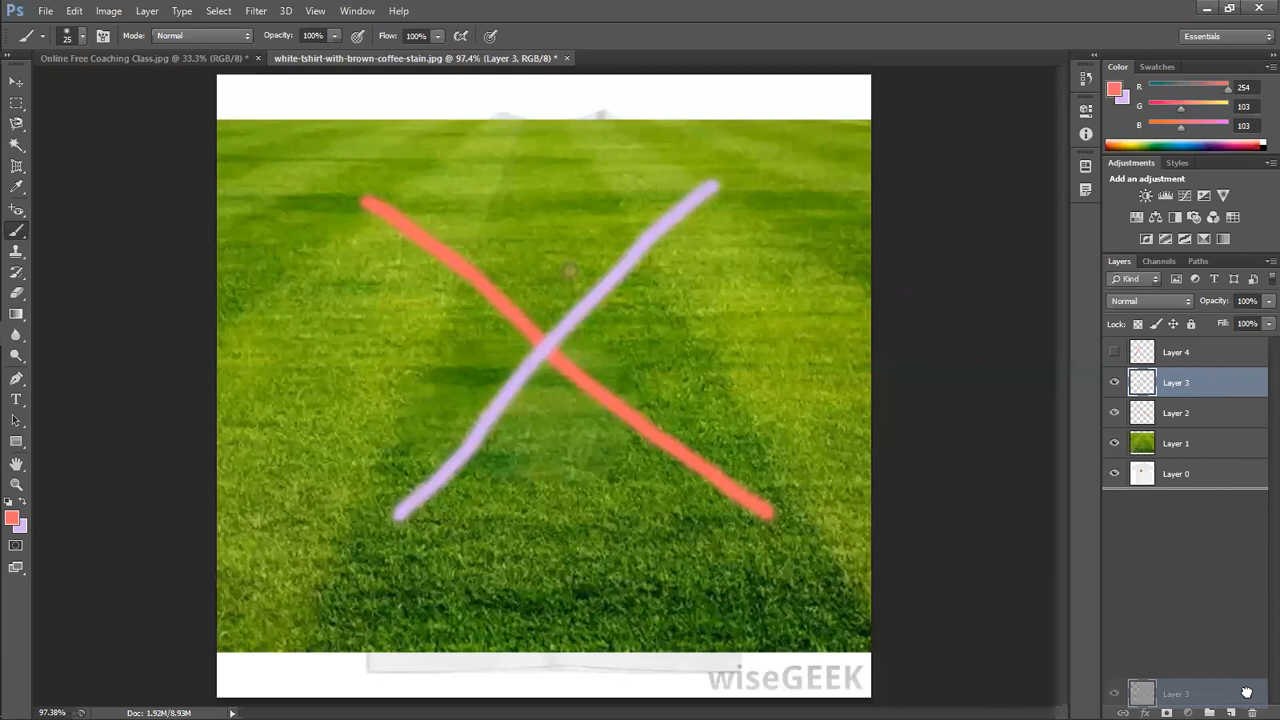 Ps File Edit Image Layer Type Select Filter 3D View Window Help
25 Mode: Normal Opacity: 100% Flow: 100% Essentials
Online Free Coaching Class.jpg @ 33.3% (RGB/8) * × white-tshirt-with-brown-coffee-stain.jpg @ 97.4% (Layer 3, RGB/8) * ×
Color Swatches
R 254
G 103
B 103
Adjustments Styles
Add an adjustment
Layers Channels Paths
Kind
Normal Opacity: 100%
Lock: Fill: 100%
Layer 4
Layer 3
Layer 2
Layer 1
Layer 0
wiseGEEK
Layer 3
97.38% Doc: 1.92M/8.93M